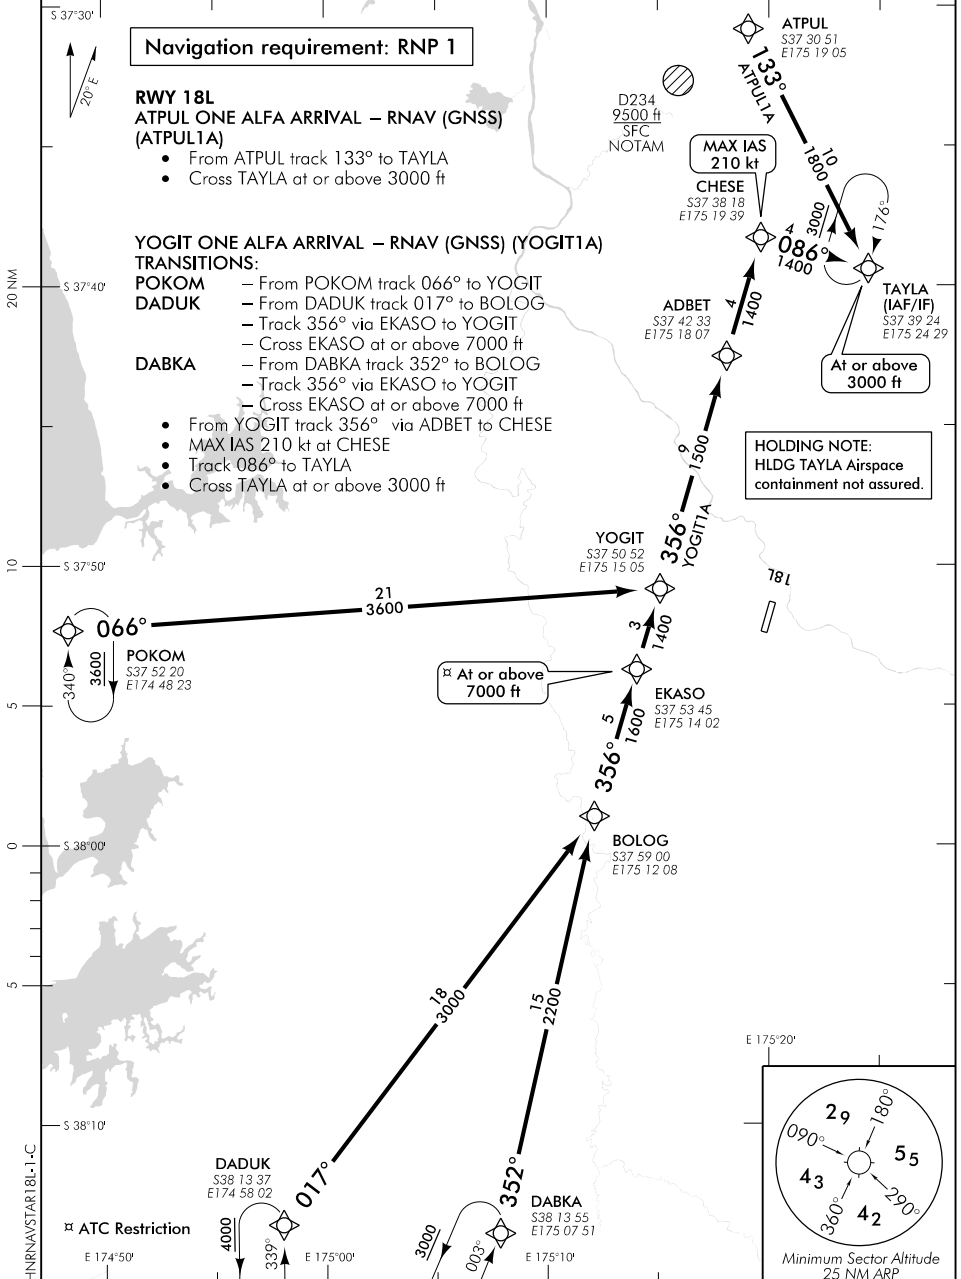 S 37°30'
20° E
Navigation requirement: RNP 1
RWY 18L
ATPUL ONE ALFA ARRIVAL – RNAV (GNSS)
(ATPUL1A)
• From ATPUL track 133° to TAYLA
• Cross TAYLA at or above 3000 ft
YOGIT ONE ALFA ARRIVAL – RNAV (GNSS) (YOGIT1A)
TRANSITIONS:
POKOM – From POKOM track 066° to YOGIT
DADUK – From DADUK track 017° to BOLOG
– Track 356° via EKASO to YOGIT
– Cross EKASO at or above 7000 ft
DABKA – From DABKA track 352° to BOLOG
– Track 356° via EKASO to YOGIT
– Cross EKASO at or above 7000 ft
• From YOGIT track 356° via ADBET to CHESE
• MAX IAS 210 kt at CHESE
• Track 086° to TAYLA
• Cross TAYLA at or above 3000 ft
ATPUL
S37 30 51
E175 19 05
133°
ATPUL1A
10
1800
D234
9500 ft
SFC
NOTAM
MAX IAS
210 kt
CHESE
S37 38 18
E175 19 39
4
086°
1400
3000
176°
TAYLA
(IAF/IF)
S37 39 24
E175 24 29
At or above
3000 ft
20 NM
S 37°40'
ADBET
S37 42 33
E175 18 07
4
1400
9
1500
HOLDING NOTE:
HLDG TAYLA Airspace
containment not assured.
356°
YOGIT1A
YOGIT
S37 50 52
E175 15 05
10
S 37°50'
18L
21
3600
066°
POKOM
S37 52 20
E174 48 23
340°
3600
3
1400
¤ At or above
7000 ft
EKASO
S37 53 45
E175 14 02
5
5
1600
356°
0
S 38°00'
BOLOG
S37 59 00
E175 12 08
5
18
3000
15
2200
E 175°20'
S 38°10'
DADUK
S38 13 37
E174 58 02
017°
352°
DABKA
S38 13 55
E175 07 51
¤ ATC Restriction
4000
339°
3000
003°
E 174°50'
E 175°00'
E 175°10'
29
180°
090°
55
43
290°
360°
42
Minimum Sector Altitude
25 NM ARP
HNRNAVSTAR18L-1-C